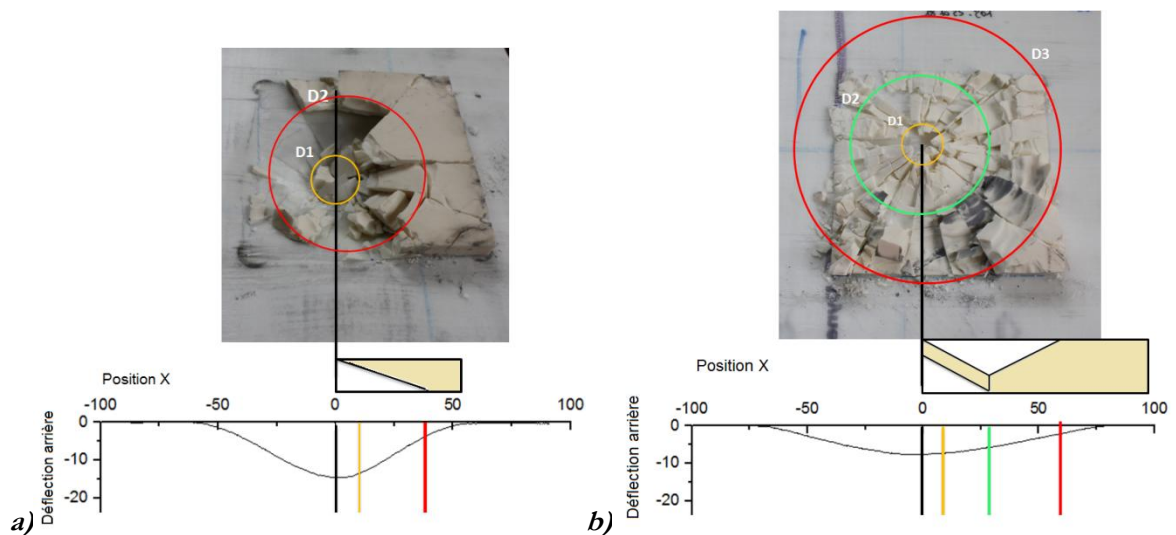 D2
D1
Position X
-100 -50 0 50 100
0
-10
-20
Déflection arrière
a)
D3
D2
D1
Position X
-100 -50 0 50 100
0
-10
-20
Déflection arrière
b)